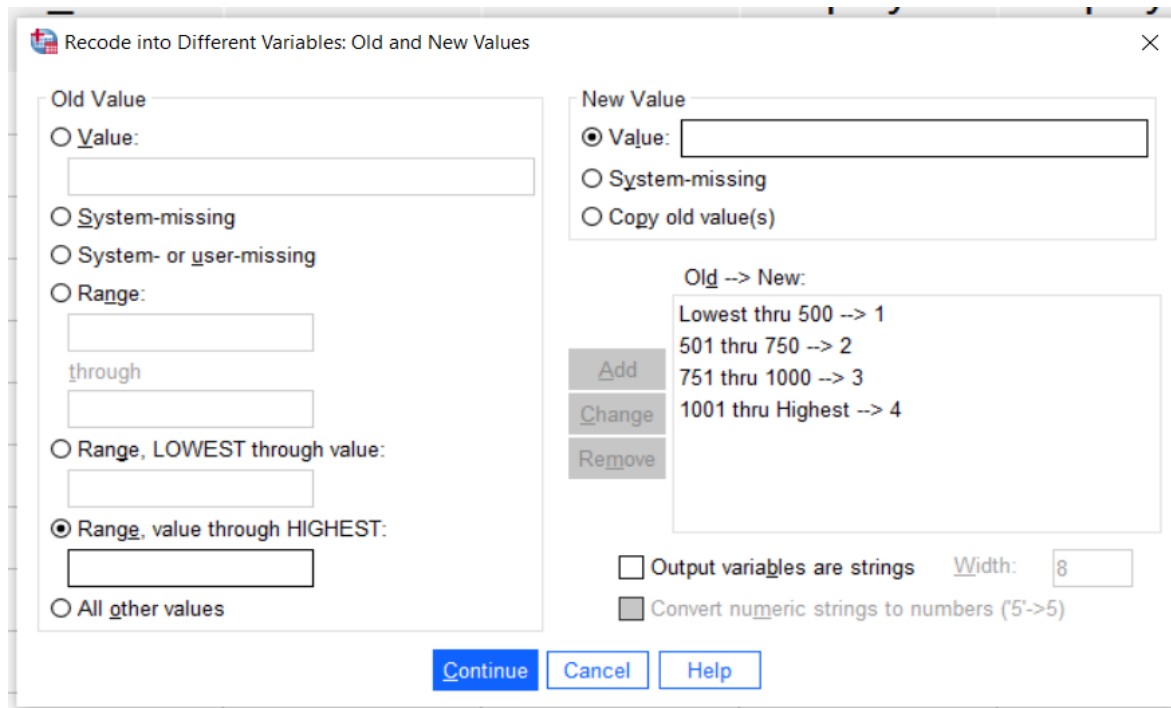 Recode into Different Variables: Old and New Values
Old Value
Value:
System-missing
System- or user-missing
Range:
through
Range, LOWEST through value:
Range, value through HIGHEST:
All other values
New Value
Value:
System-missing
Copy old value(s)
Old --> New:
Lowest thru 500 --> 1
501 thru 750 --> 2
751 thru 1000 --> 3
1001 thru Highest --> 4
Add
Change
Remove
Output variables are strings Width: 8
Convert numeric strings to numbers ('5'->5)
Continue Cancel Help